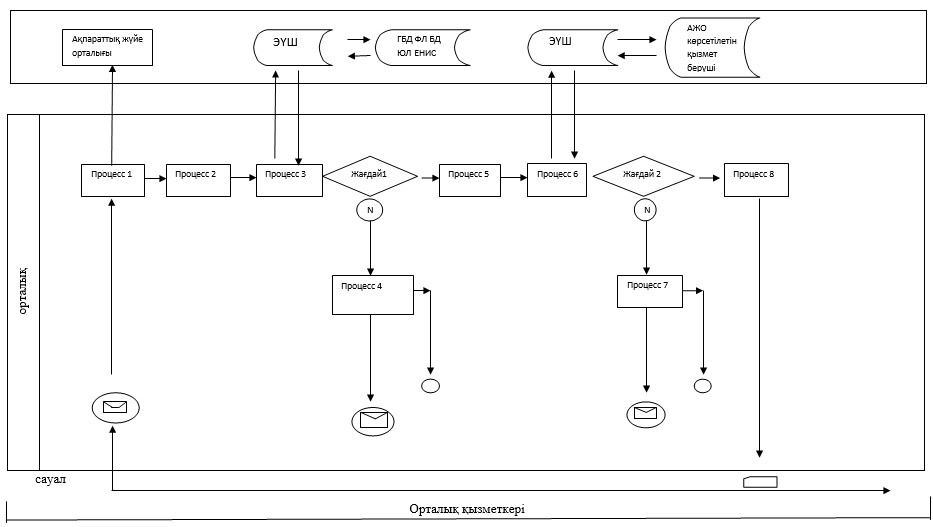 Ақпараттық жүйе
орталығы
ЭҮШ
ГБД ФЛ БД
ЮЛ ЕНИС
ЭҮШ
АЖО
көрсетілетін
қызмет
беруші
Процесс 1
Процесс 2
Процесс 3
Жағдай1
Процесс 5
Процесс 6
Жағдай 2
Процесс 8
N
N
Процесс 4
Процесс 7
орталық
сауал
Орталық қызметкері